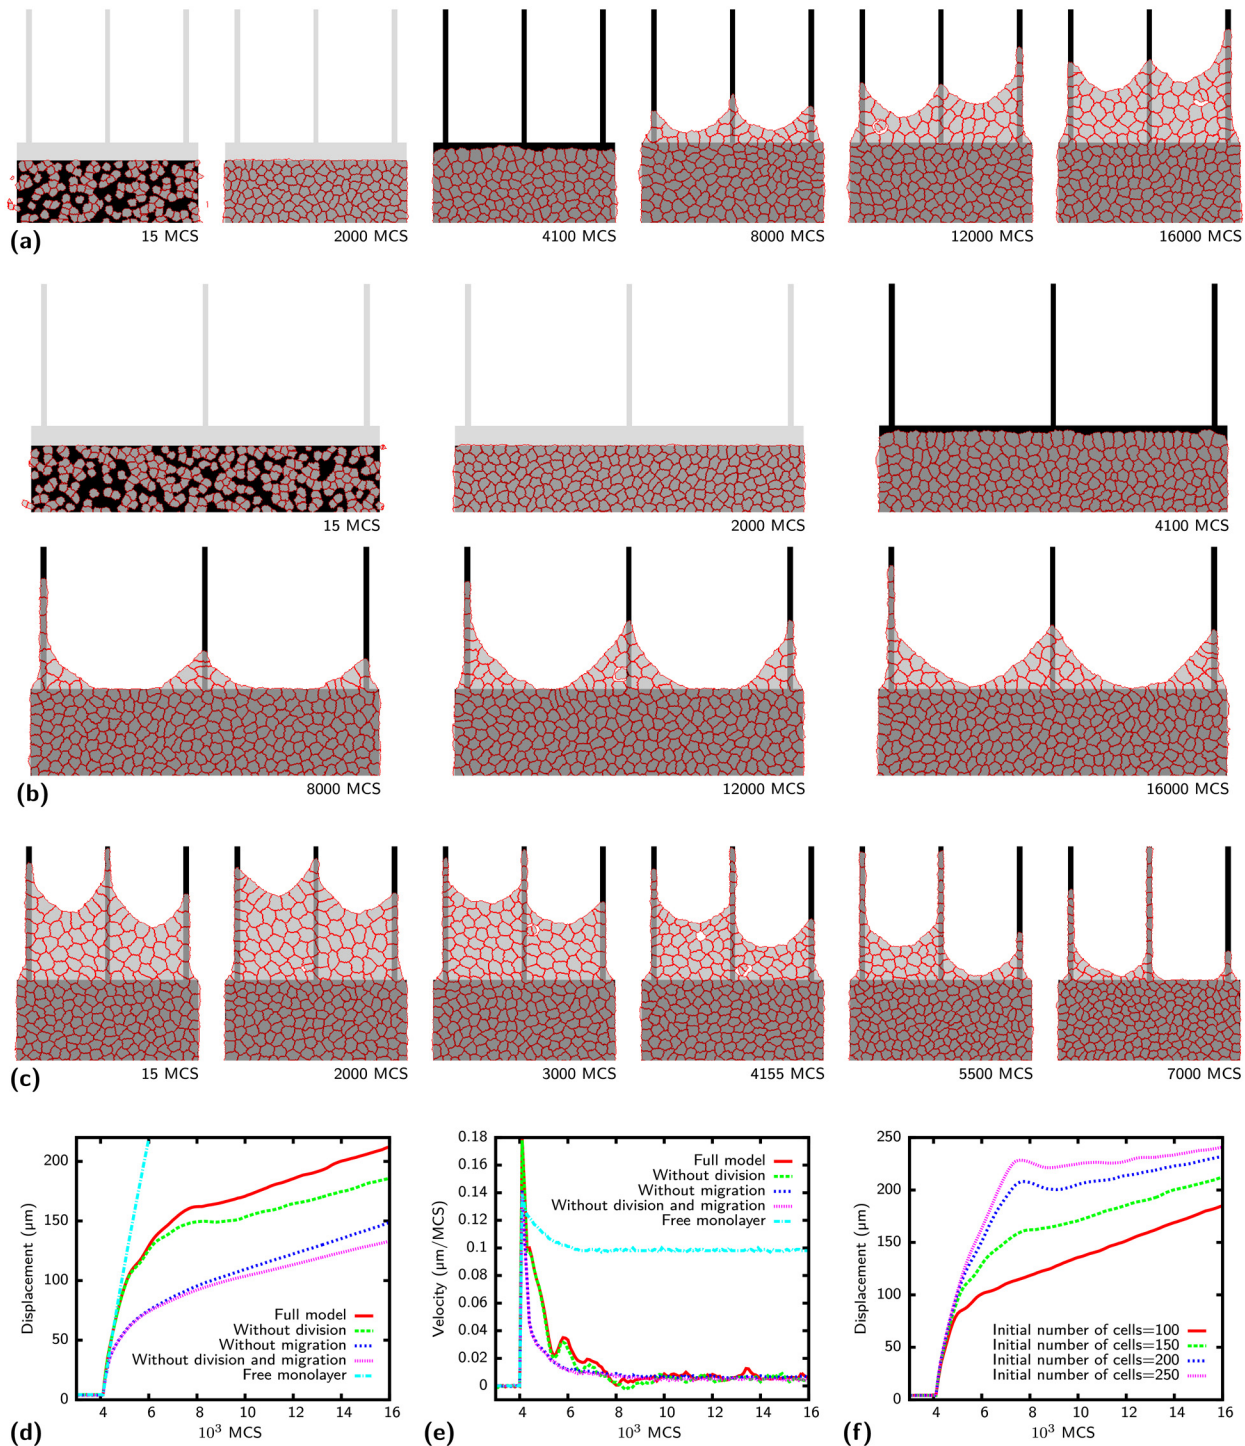 (a)
15 MCS
2000 MCS
4100 MCS
8000 MCS
12000 MCS
16000 MCS
15 MCS
2000 MCS
4100 MCS
(b)
8000 MCS
12000 MCS
16000 MCS
(c)
15 MCS
2000 MCS
3000 MCS
4155 MCS
5500 MCS
7000 MCS
(d)
Displacement (μm)
200
150
100
50
0
4 6 8 10 12 14 16
10³ MCS
Full model
Without division
Without migration
Without division and migration
Free monolayer
(e)
Velocity (μm/MCS)
0.18
0.16
0.14
0.12
0.1
0.08
0.06
0.04
0.02
0
4 6 8 10 12 14 16
10³ MCS
Full model
Without division
Without migration
Without division and migration
Free monolayer
(f)
Displacement (μm)
250
200
150
100
50
0
4 6 8 10 12 14 16
10³ MCS
Initial number of cells=100
Initial number of cells=150
Initial number of cells=200
Initial number of cells=250